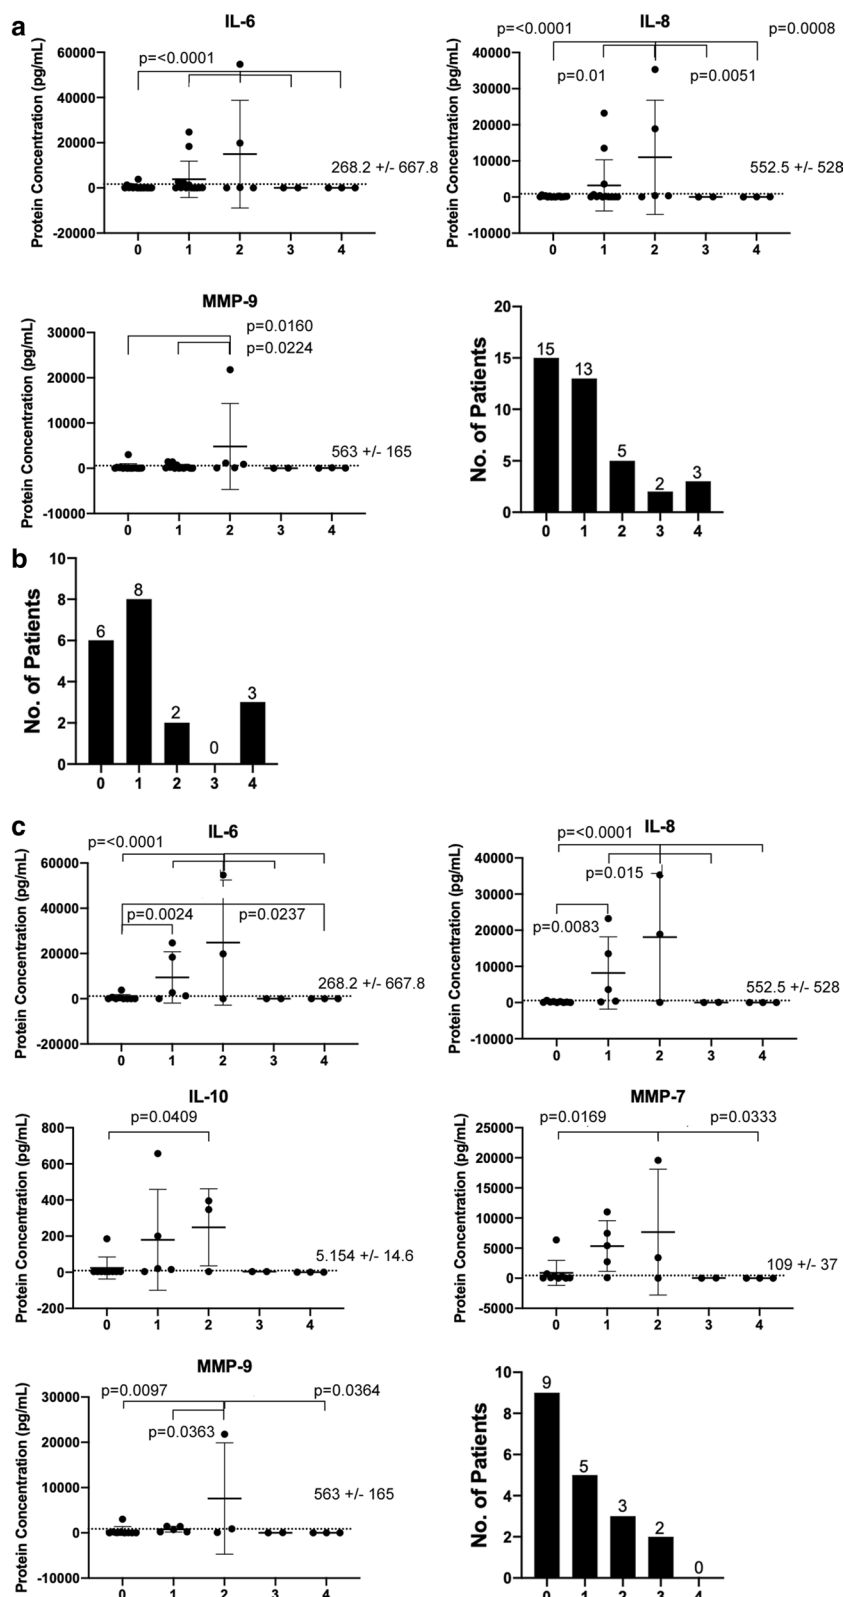 a
IL-6
Protein Concentration (pg/mL)
60000
40000
20000
0
-20000
p=<0.0001
268.2 +/- 667.8
0 1 2 3 4
IL-8
Protein Concentration (pg/mL)
40000
30000
20000
10000
0
-10000
p=<0.0001
p=0.0008
p=0.01
p=0.0051
552.5 +/- 528
0 1 2 3 4
MMP-9
Protein Concentration (pg/mL)
30000
20000
10000
0
-10000
p=0.0160
p=0.0224
563 +/- 165
0 1 2 3 4
No. of Patients
20
15
10
5
0
15 13 5 2 3
0 1 2 3 4
b
No. of Patients
10
8
6
4
2
0
6 8 2 0 3
0 1 2 3 4
c
IL-6
Protein Concentration (pg/mL)
60000
40000
20000
0
-20000
p=<0.0001
p=0.0024
p=0.0237
268.2 +/- 667.8
0 1 2 3 4
IL-8
Protein Concentration (pg/mL)
40000
30000
20000
10000
0
-10000
p=<0.0001
p=0.015
p=0.0083
552.5 +/- 528
0 1 2 3 4
IL-10
Protein Concentration (pg/mL)
800
600
400
200
0
-200
p=0.0409
5.154 +/- 14.6
0 1 2 3 4
MMP-7
Protein Concentration (pg/mL)
25000
20000
15000
10000
5000
0
-5000
p=0.0169
p=0.0333
109 +/- 37
0 1 2 3 4
MMP-9
Protein Concentration (pg/mL)
30000
20000
10000
0
-10000
p=0.0097
p=0.0364
p=0.0363
563 +/- 165
0 1 2 3 4
No. of Patients
10
8
6
4
2
0
9 5 3 2 0
0 1 2 3 4